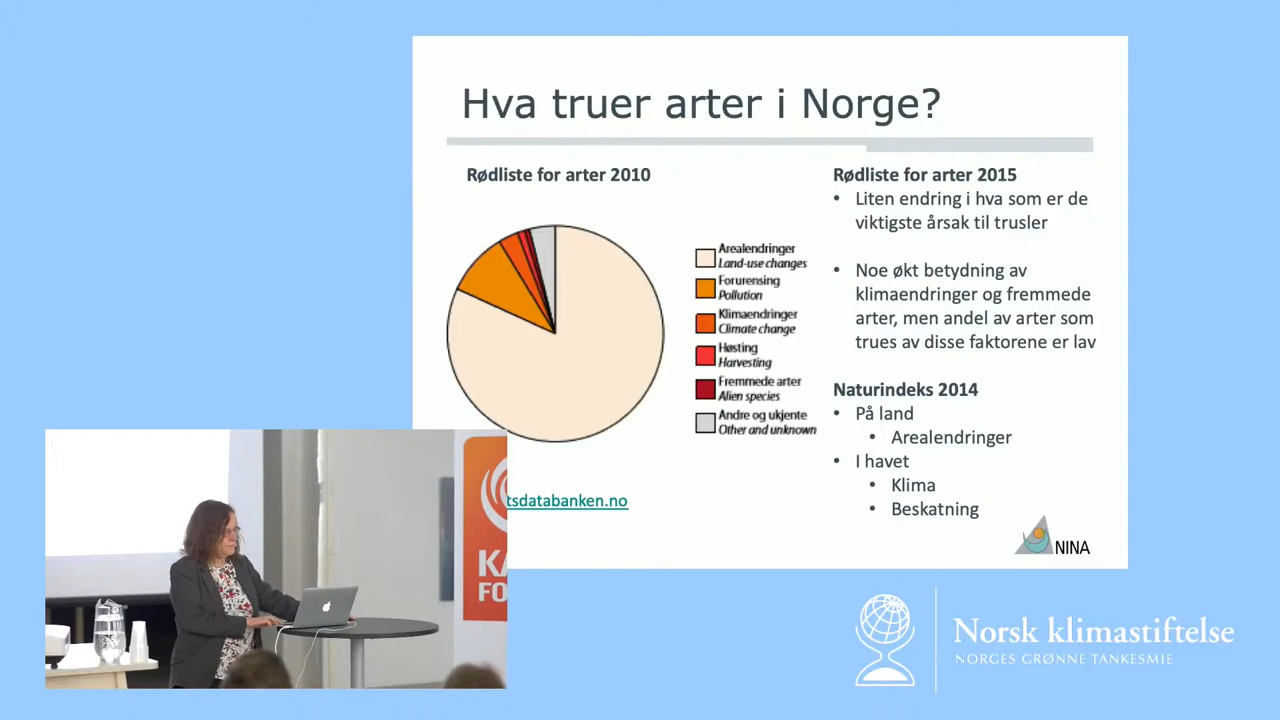 Hva truer arter i Norge?
Rødliste for arter 2010
Arealendringer
Land-use changes
Forurensing
Pollution
Klimaendringer
Climate change
Høsting
Harvesting
Fremmede arter
Alien species
Andre og ukjente
Other and unknown
tsdatabanken.no
Rødliste for arter 2015
• Liten endring i hva som er de
viktigste årsak til trusler
• Noe økt betydning av
klimaendringer og fremmede
arter, men andel av arter som
trues av disse faktorene er lav
Naturindeks 2014
• På land
• Arealendringer
• I havet
• Klima
• Beskatning
NINA
KA
FO
Norsk klimastiftelse
NORGES GRØNNE TANKESMIE